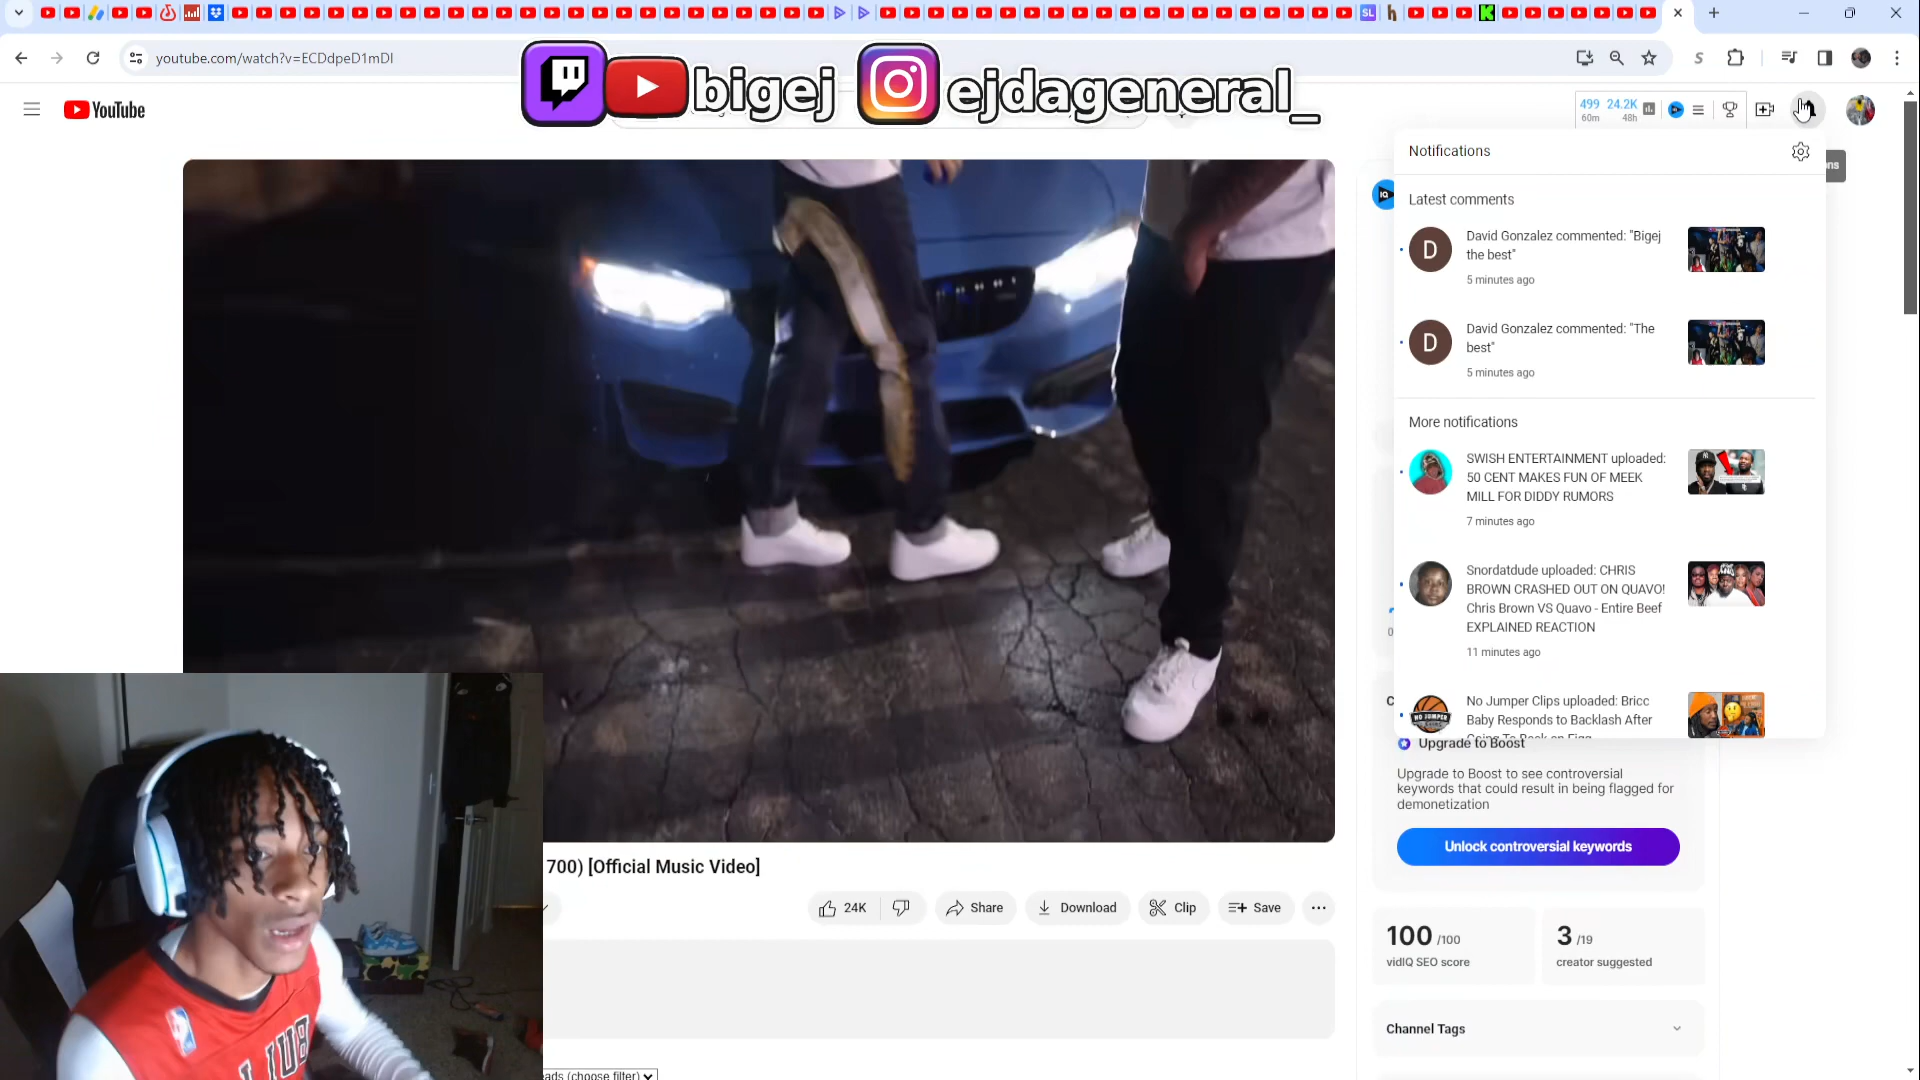 youtube.com/watch?v=ECDdpeD1mDI
bigej
ejdageneral_
YouTube
499 24.2K
60m 48h
Notifications
ons
Latest comments
David Gonzalez commented: "Bigej
the best"
5 minutes ago
David Gonzalez commented: "The
best"
5 minutes ago
More notifications
SWISH ENTERTAINMENT uploaded:
50 CENT MAKES FUN OF MEEK
MILL FOR DIDDY RUMORS
7 minutes ago
Snordatdude uploaded: CHRIS
BROWN CRASHED OUT ON QUAVO!
Chris Brown VS Quavo - Entire Beef
EXPLAINED REACTION
11 minutes ago
No Jumper Clips uploaded: Bricc
Baby Responds to Backlash After
Upgrade to Boost
Upgrade to Boost to see controversial
keywords that could result in being flagged for
demonetization
Unlock controversial keywords
700) [Official Music Video]
24K
Share
Download
Clip
Save
100 /100
vidIQ SEO score
3 /19
creator suggested
Channel Tags
eads (choose filter)